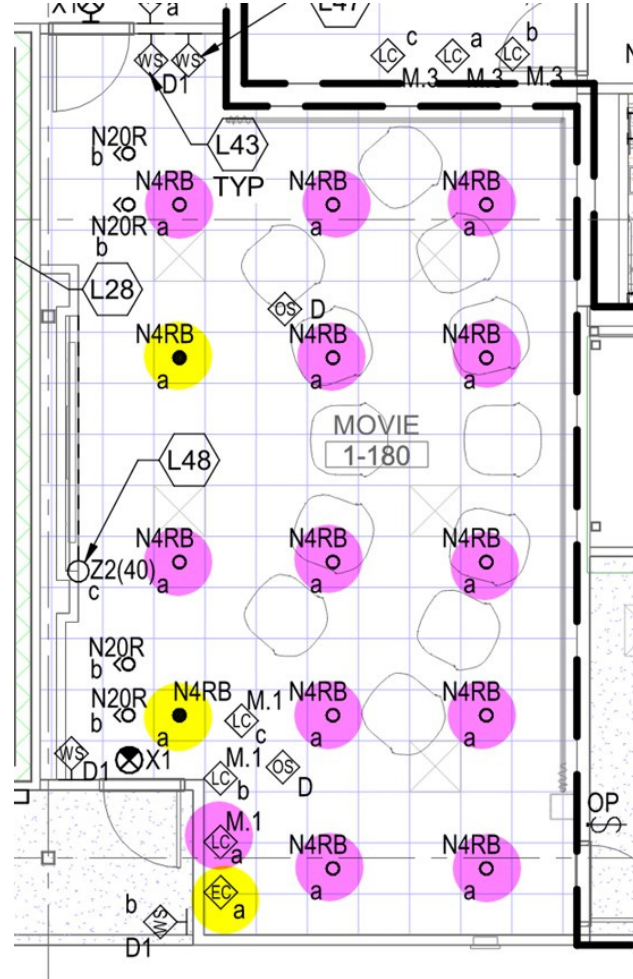 X1
a
L47
WS
WS
D1
c
a
b
LC
LC
LC
M.3
M.3
M.3
L43
TYP
N20R
b
N4RB
N4RB
N4RB
a
a
a
N20R
b
L28
OS
D
N4RB
N4RB
N4RB
a
a
a
MOVIE
1-180
L48
N4RB
N4RB
N4RB
a
a
a
Z2(40)
c
N20R
b
N20R
b
N4RB
N4RB
N4RB
a
a
a
M.1
LC
c
WS
D1
X1
M.1
LC
b
OS
D
M.1
LC
a
OP
S
N4RB
N4RB
a
a
EC
a
b
WS
D1